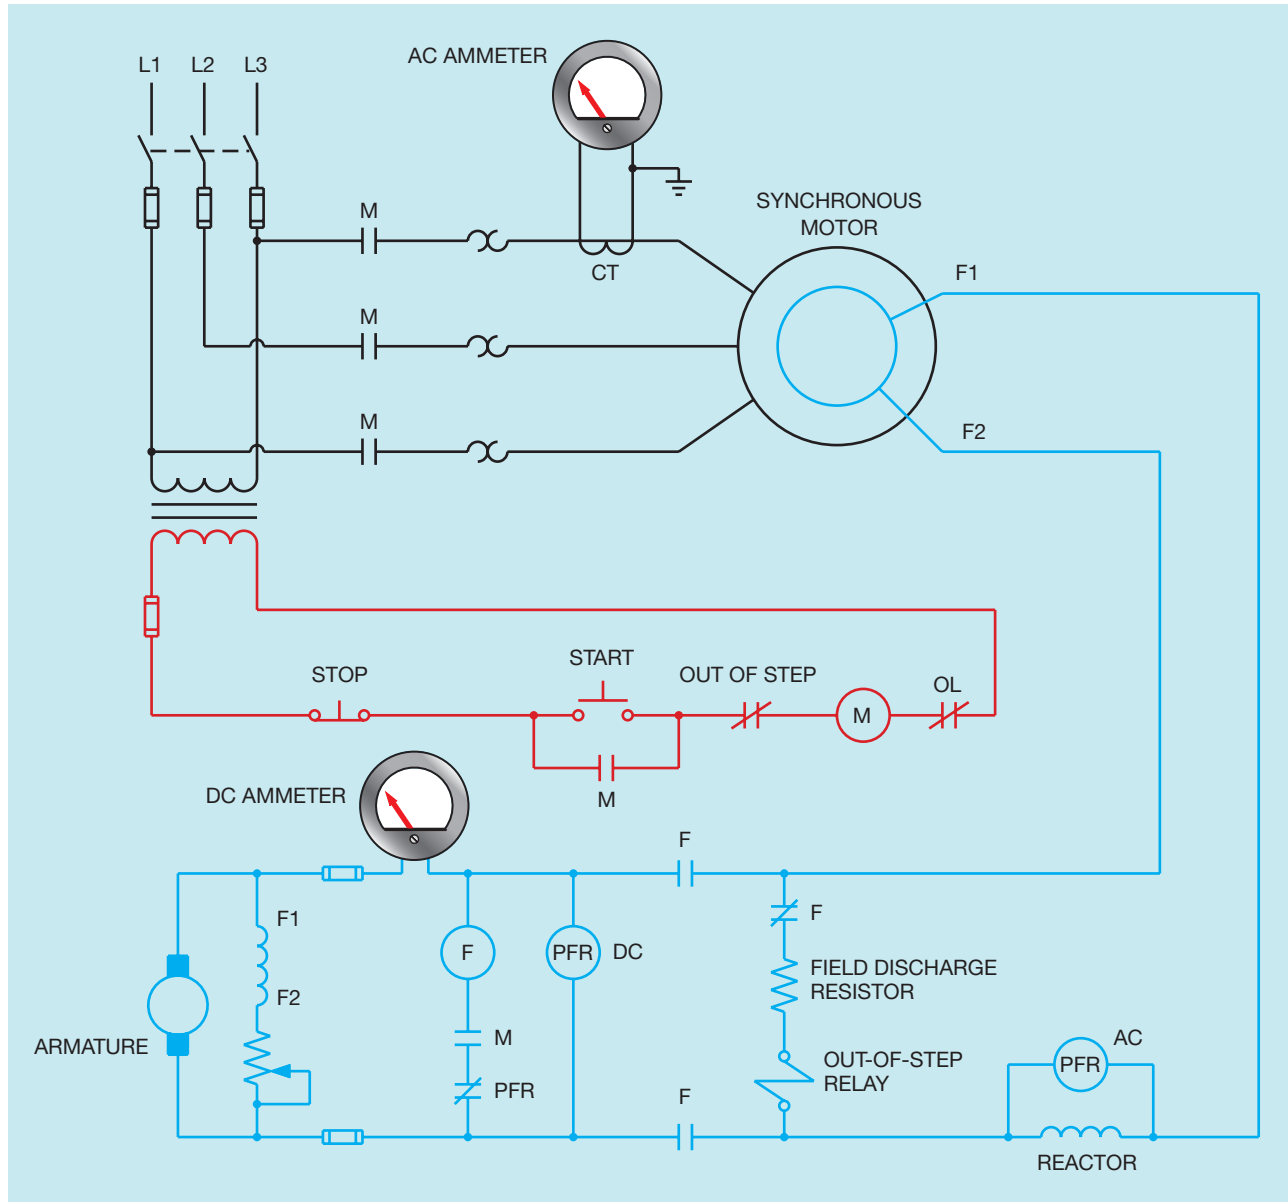 AC AMMETER
L1 L2 L3
SYNCHRONOUS
MOTOR
M
F1
CT
M
M
F2
STOP
START
OUT OF STEP
OL
M
M
DC AMMETER
F
F1
F
F
PFR
DC
FIELD DISCHARGE
RESISTOR
F2
ARMATURE
M
OUT-OF-STEP
RELAY
AC
PFR
PFR
F
REACTOR